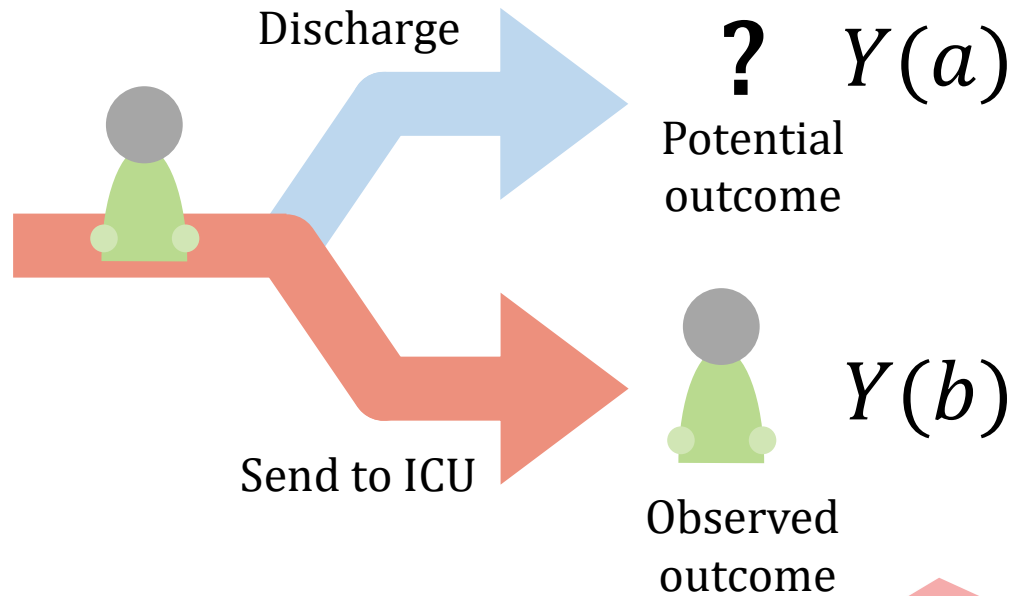 Discharge
? Y(a)
Potential
outcome
Y(b)
Send to ICU
Observed
outcome